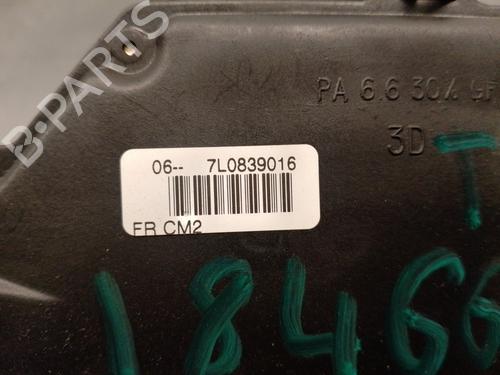 PA 6.6 30% GF
3D T
06-- 7L0839016
FR CM2
18466
B-PARTS